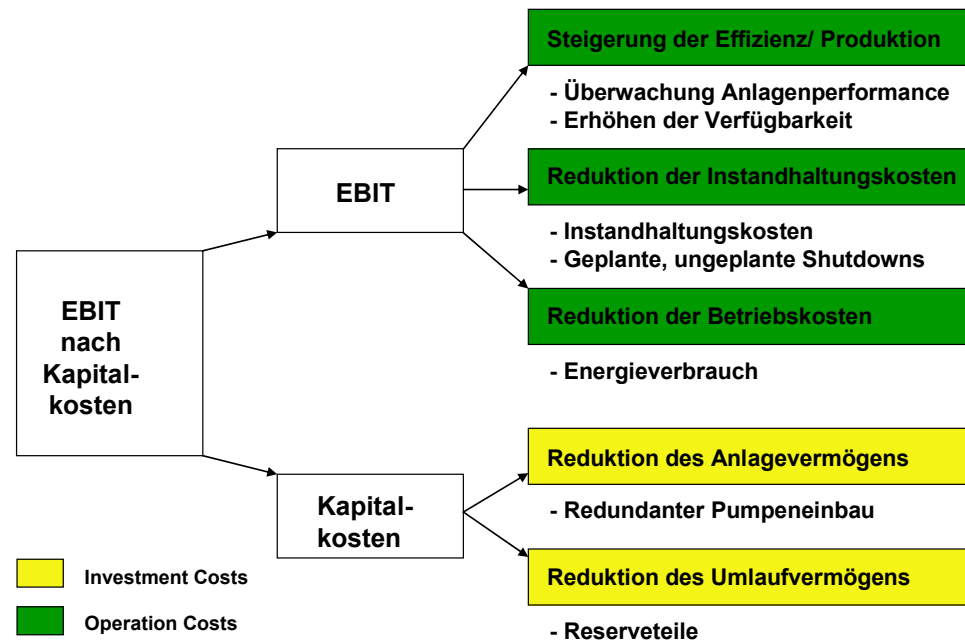 Steigerung der Effizienz/ Produktion
- Überwachung Anlagenperformance
- Erhöhen der Verfügbarkeit
EBIT
Reduktion der Instandhaltungskosten
- Instandhaltungskosten
- Geplante, ungeplante Shutdowns
EBIT
nach
Kapital-
kosten
Reduktion der Betriebskosten
- Energieverbrauch
Reduktion des Anlagevermögens
- Redundanter Pumpeneinbau
Kapital-
kosten
Reduktion des Umlaufvermögens
- Reserveteile
Investment Costs
Operation Costs